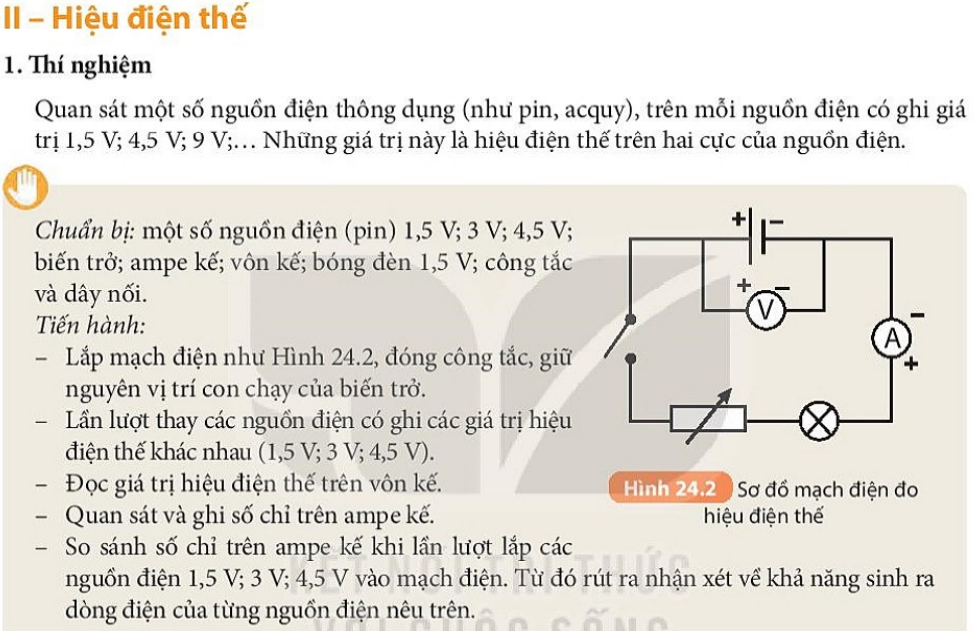 II – Hiệu điện thế
1. Thí nghiệm
Quan sát một số nguồn điện thông dụng (như pin, acquy), trên mỗi nguồn điện có ghi giá
trị 1,5 V; 4,5 V; 9 V;… Những giá trị này là hiệu điện thế trên hai cực của nguồn điện.
Chuẩn bị: một số nguồn điện (pin) 1,5 V; 3 V; 4,5 V;
biến trở; ampe kế; vôn kế; bóng đèn 1,5 V; công tắc
và dây nối.
Tiến hành:
– Lắp mạch điện như Hình 24.2, đóng công tắc, giữ
nguyên vị trí con chạy của biến trở.
– Lần lượt thay các nguồn điện có ghi các giá trị hiệu
điện thế khác nhau (1,5 V; 3 V; 4,5 V).
– Đọc giá trị hiệu điện thế trên vôn kế.
– Quan sát và ghi số chỉ trên ampe kế.
– So sánh số chỉ trên ampe kế khi lần lượt lắp các
nguồn điện 1,5 V; 3 V; 4,5 V vào mạch điện. Từ đó rút ra nhận xét về khả năng sinh ra
dòng điện của từng nguồn điện nêu trên.
+ –
+ –
V
–
A
+
Hình 24.2 Sơ đồ mạch điện đo
hiệu điện thế
KẾT NỐI TRI THỨC
VỚI CUỘC SỐNG